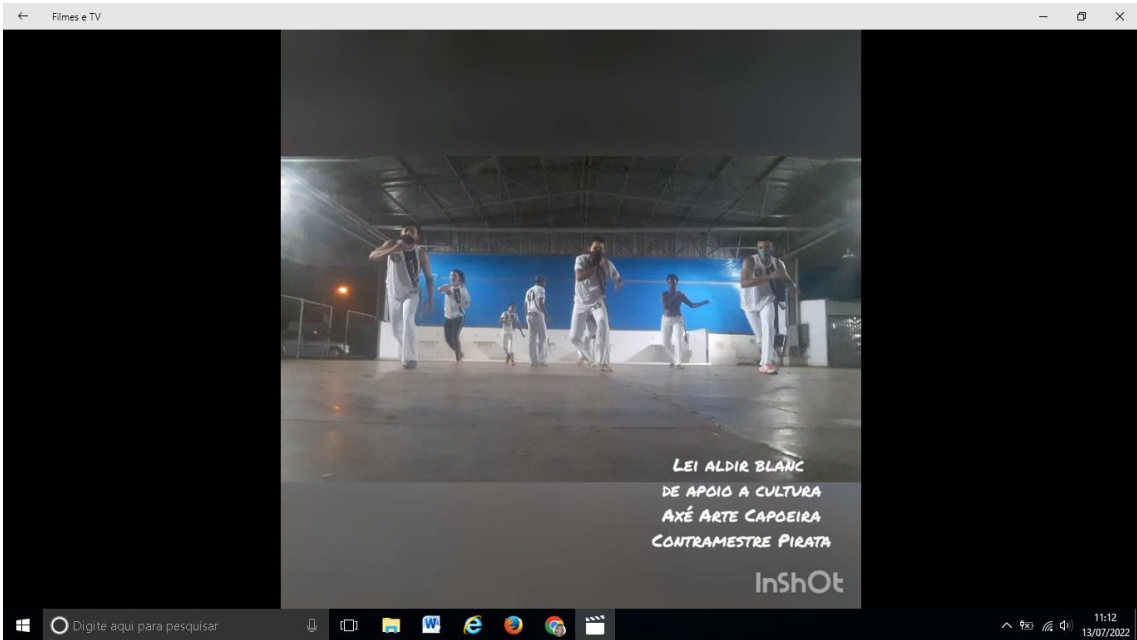 Filmes e TV
LEI ALDIR BLANC
DE APOIO A CULTURA
AXÉ ARTE CAPOEIRA
CONTRAMESTRE PIRATA
InShOt
Digite aqui para pesquisar
11:12
13/07/2022